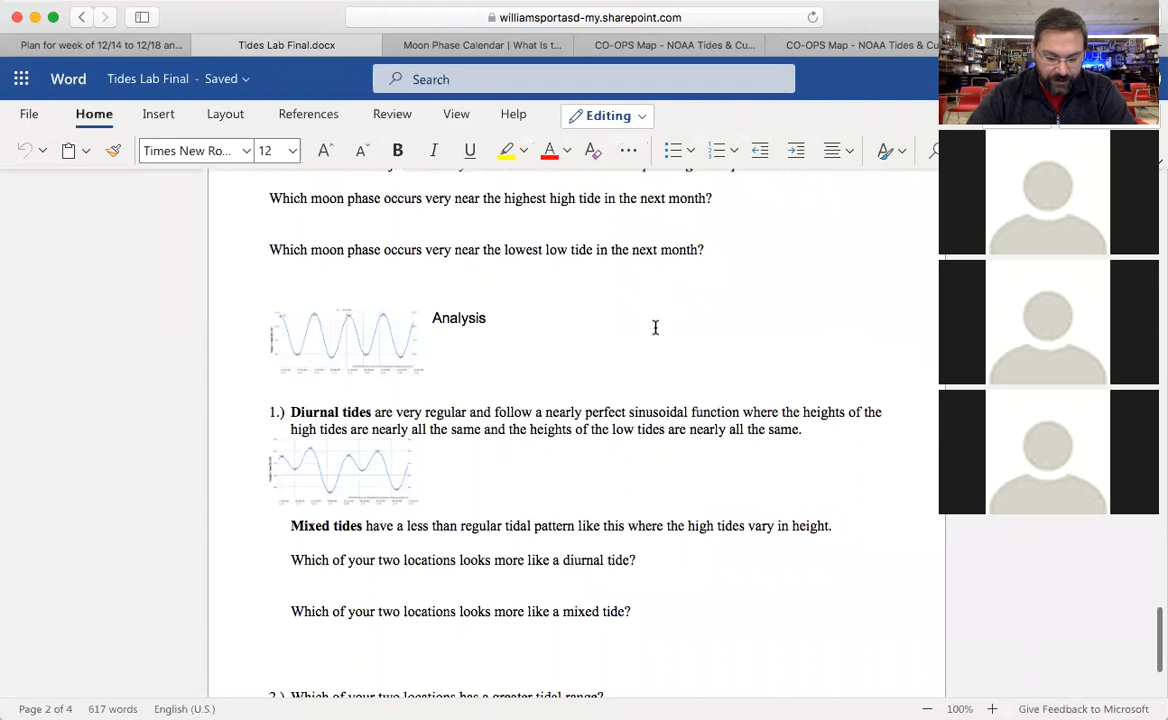 williamsportasd-my.sharepoint.com
Plan for week of 12/14 to 12/18 an...
Tides Lab Final.docx
Moon Phase Calendar | What Is t...
CO-OPS Map - NOAA Tides & Cu...
CO-OPS Map - NOAA Tides & Cu
Word
Tides Lab Final - Saved
Search
File
Home
Insert
Layout
References
Review
View
Help
Editing
Times New Ro...
12
Which moon phase occurs very near the highest high tide in the next month?
Which moon phase occurs very near the lowest low tide in the next month?
Analysis
1.) Diurnal tides are very regular and follow a nearly perfect sinusoidal function where the heights of the
high tides are nearly all the same and the heights of the low tides are nearly all the same.
Mixed tides have a less than regular tidal pattern like this where the high tides vary in height.
Which of your two locations looks more like a diurnal tide?
Which of your two locations looks more like a mixed tide?
2.) Which of your two locations has a greater tidal range?
Page 2 of 4
617 words
English (U.S.)
100%
Give Feedback to Microsoft